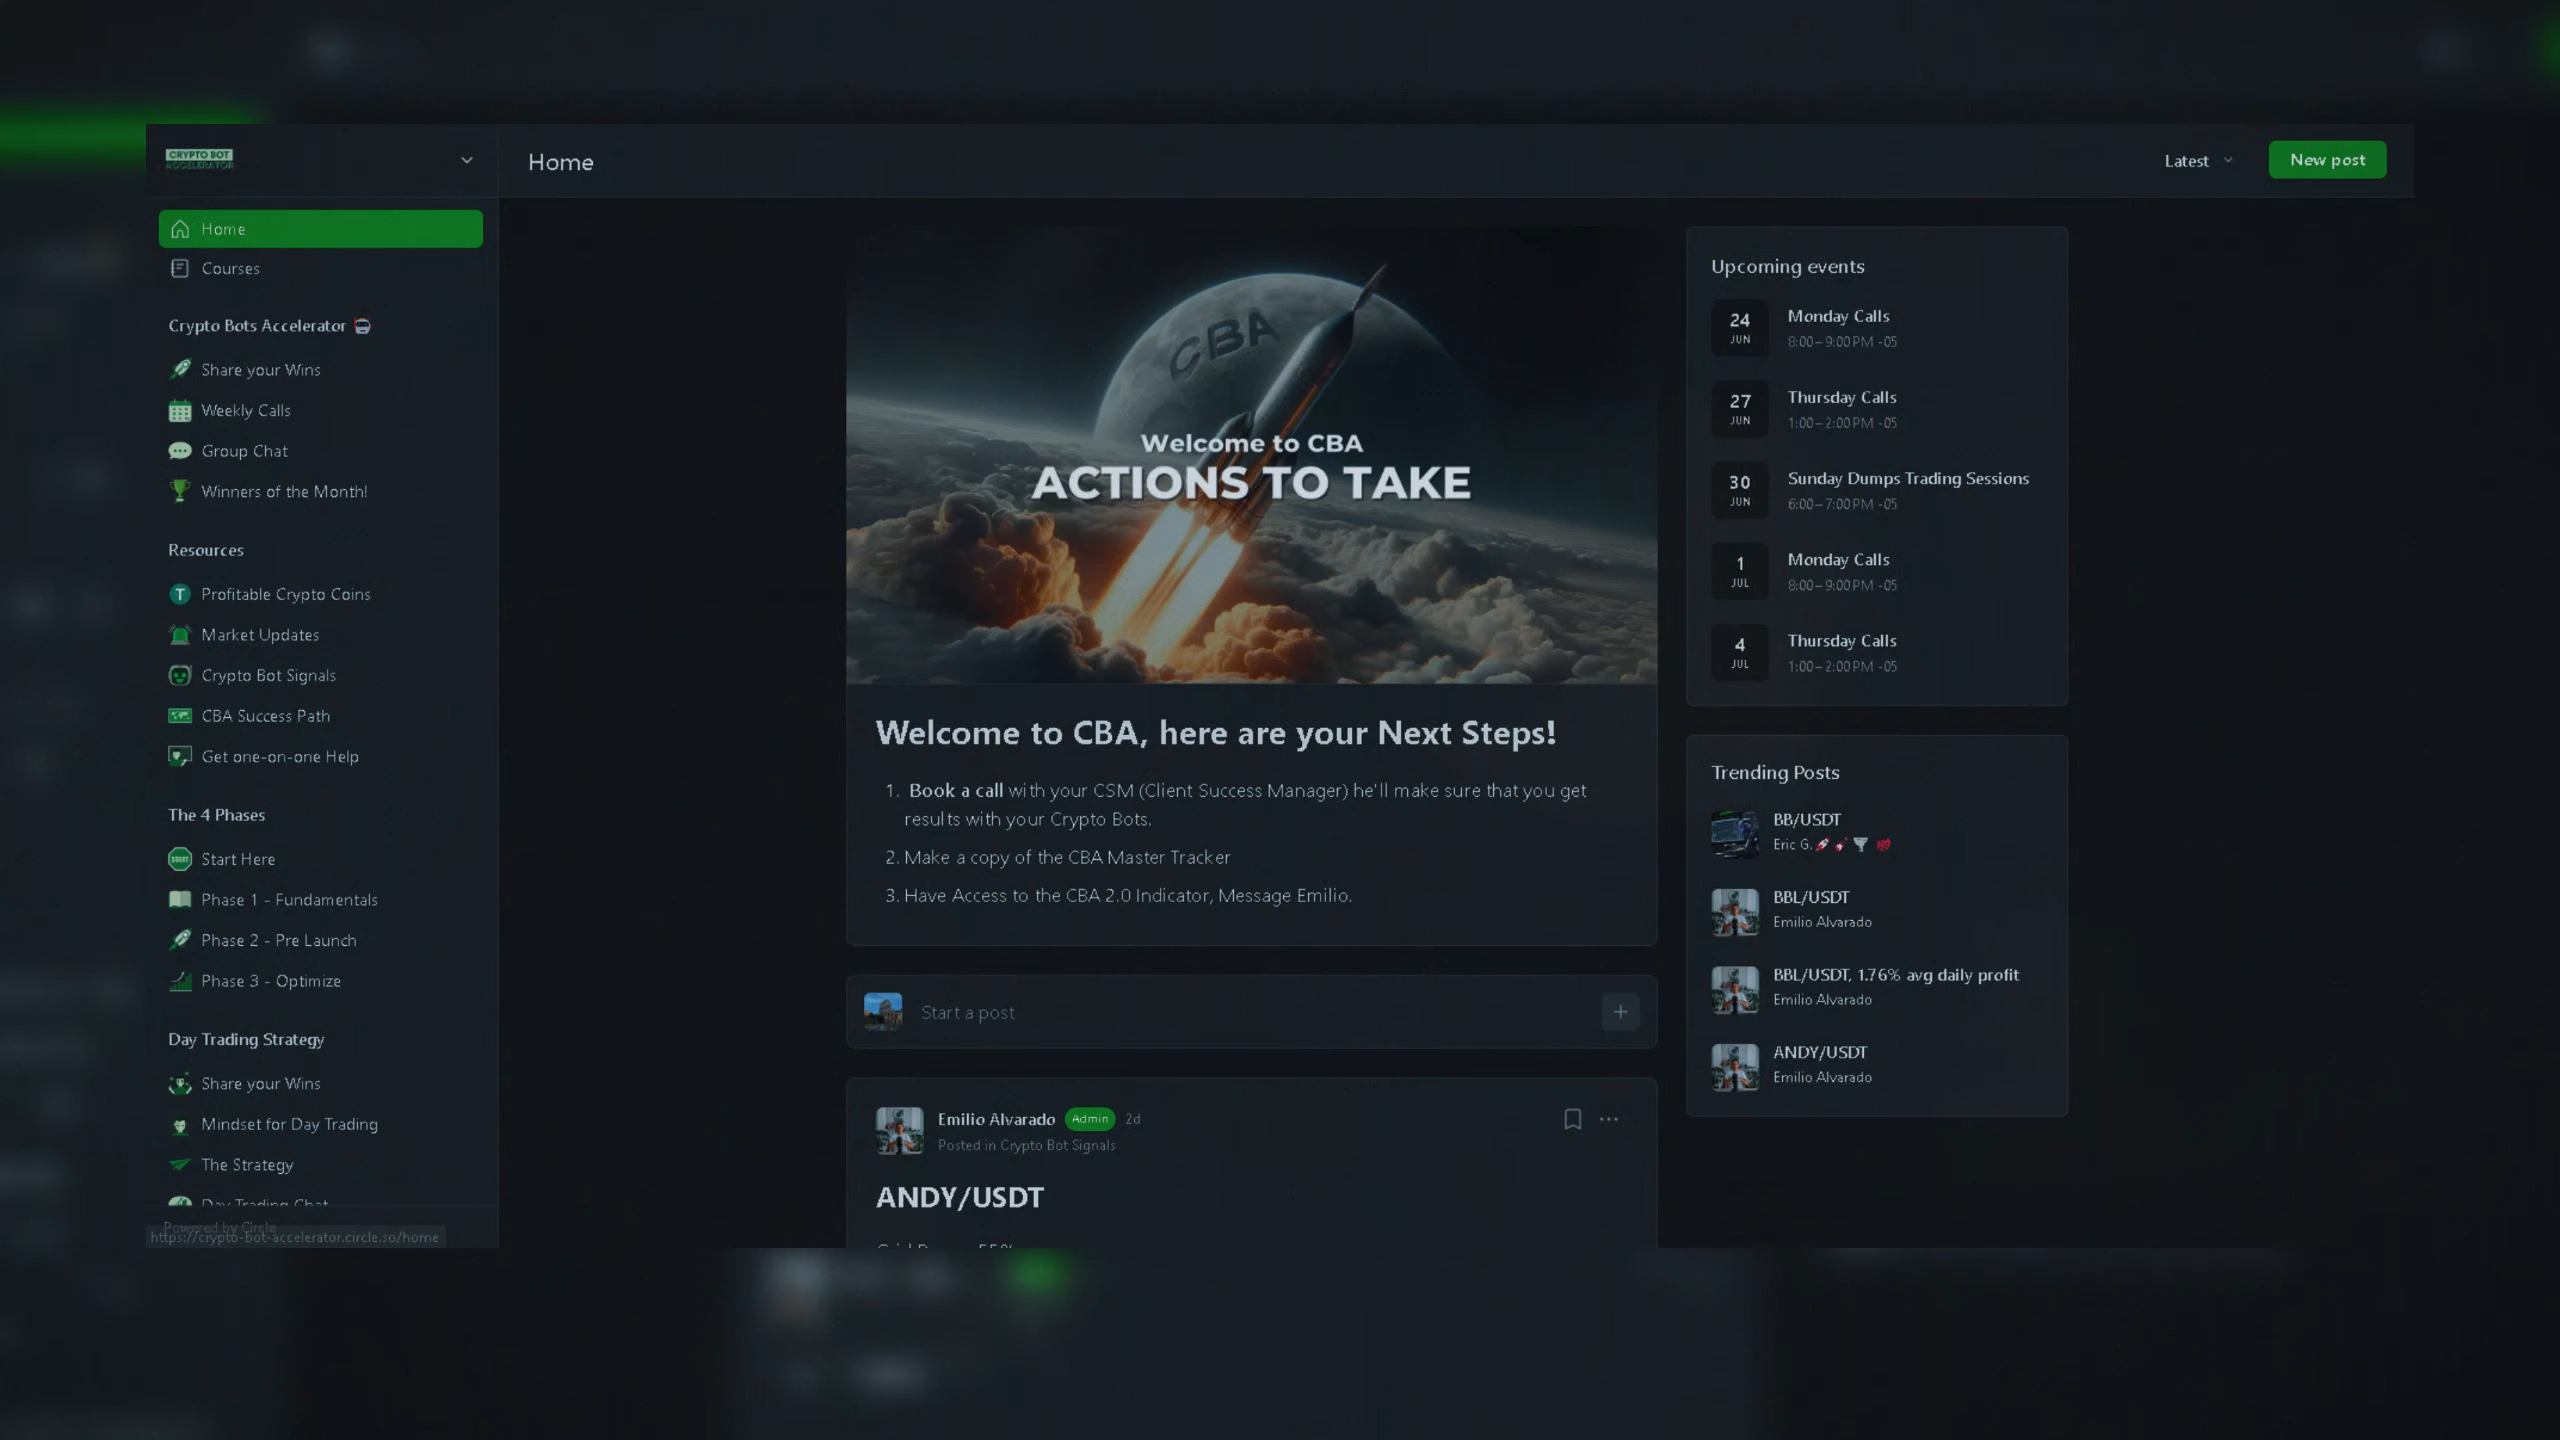 CRYPTO BOT
ACCELERATOR
Home
Latest
New post
Home
Courses
Crypto Bots Accelerator
Share your Wins
Weekly Calls
Group Chat
Winners of the Month!
Resources
Profitable Crypto Coins
Market Updates
Crypto Bot Signals
CBA Success Path
Get one-on-one Help
The 4 Phases
START
Start Here
Phase 1 - Fundamentals
Phase 2 - Pre Launch
Phase 3 - Optimize
Day Trading Strategy
Share your Wins
Mindset for Day Trading
The Strategy
Day Trading Chat
Powered by Circle
https://crypto-bot-accelerator.circle.so/home
CBA
Welcome to CBA
ACTIONS TO TAKE
Welcome to CBA, here are your Next Steps!
1. Book a call with your CSM (Client Success Manager) he'll make sure that you get
results with your Crypto Bots.
2. Make a copy of the CBA Master Tracker
3. Have Access to the CBA 2.0 Indicator, Message Emilio.
Start a post
Emilio Alvarado Admin 2d
Posted in Crypto Bot Signals
ANDY/USDT
Upcoming events
24 JUN
Monday Calls
8:00 – 9:00 PM -05
27 JUN
Thursday Calls
1:00 – 2:00 PM -05
30 JUN
Sunday Dumps Trading Sessions
6:00 – 7:00 PM -05
1 JUL
Monday Calls
8:00 – 9:00 PM -05
4 JUL
Thursday Calls
1:00 – 2:00 PM -05
Trending Posts
BB/USDT
Eric G.
BBL/USDT
Emilio Alvarado
BBL/USDT, 1.76% avg daily profit
Emilio Alvarado
ANDY/USDT
Emilio Alvarado